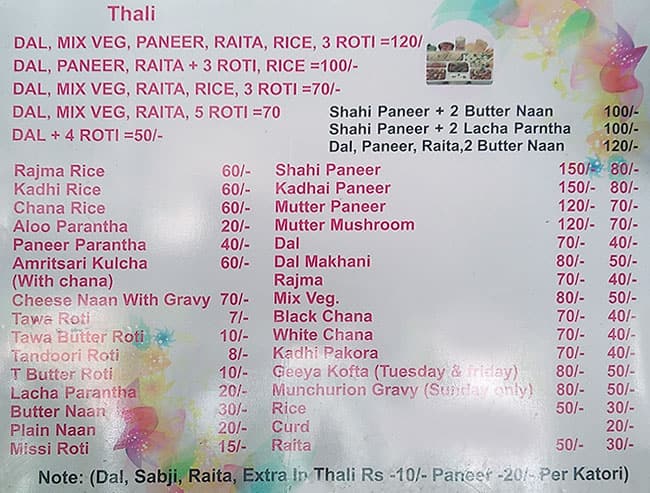 Thali
DAL, MIX VEG, PANEER, RAITA, RICE, 3 ROTI =120/
DAL, PANEER, RAITA + 3 ROTI, RICE =100/-
DAL, MIX VEG, RAITA, RICE, 3 ROTI =70/-
DAL, MIX VEG, RAITA, 5 ROTI =70
DAL + 4 ROTI =50/-
Shahi Paneer + 2 Butter Naan 100/-
Shahi Paneer + 2 Lacha Parntha 100/-
Dal, Paneer, Raita,2 Butter Naan 120/-
Rajma Rice 60/-
Kadhi Rice 60/-
Chana Rice 60/-
Aloo Parantha 20/-
Paneer Parantha 40/-
Amritsari Kulcha 60/-
(With chana)
Cheese Naan With Gravy 70/-
Tawa Roti 7/-
Tawa Butter Roti 10/-
Tandoori Roti 8/-
T Butter Roti 10/-
Lacha Parantha 20/-
Butter Naan 30/-
Plain Naan 20/-
Missi Roti 15/-
Shahi Paneer 150/- 80/-
Kadhai Paneer 150/- 80/-
Mutter Paneer 120/- 70/-
Mutter Mushroom 120/- 70/-
Dal 70/- 40/-
Dal Makhani 80/- 50/-
Rajma 70/- 40/-
Mix Veg. 80/- 50/-
Black Chana 70/- 40/-
White Chana 70/- 40/-
Kadhi Pakora 70/- 40/-
Geeya Kofta (Tuesday & friday) 80/- 50/-
Munchurion Gravy (Sunday only) 80/- 50/-
Rice 50/- 30/-
Curd 20/-
Raita 50/- 30/-
Note: (Dal, Sabji, Raita, Extra In Thali Rs -10/- Paneer -20/- Per Katori)